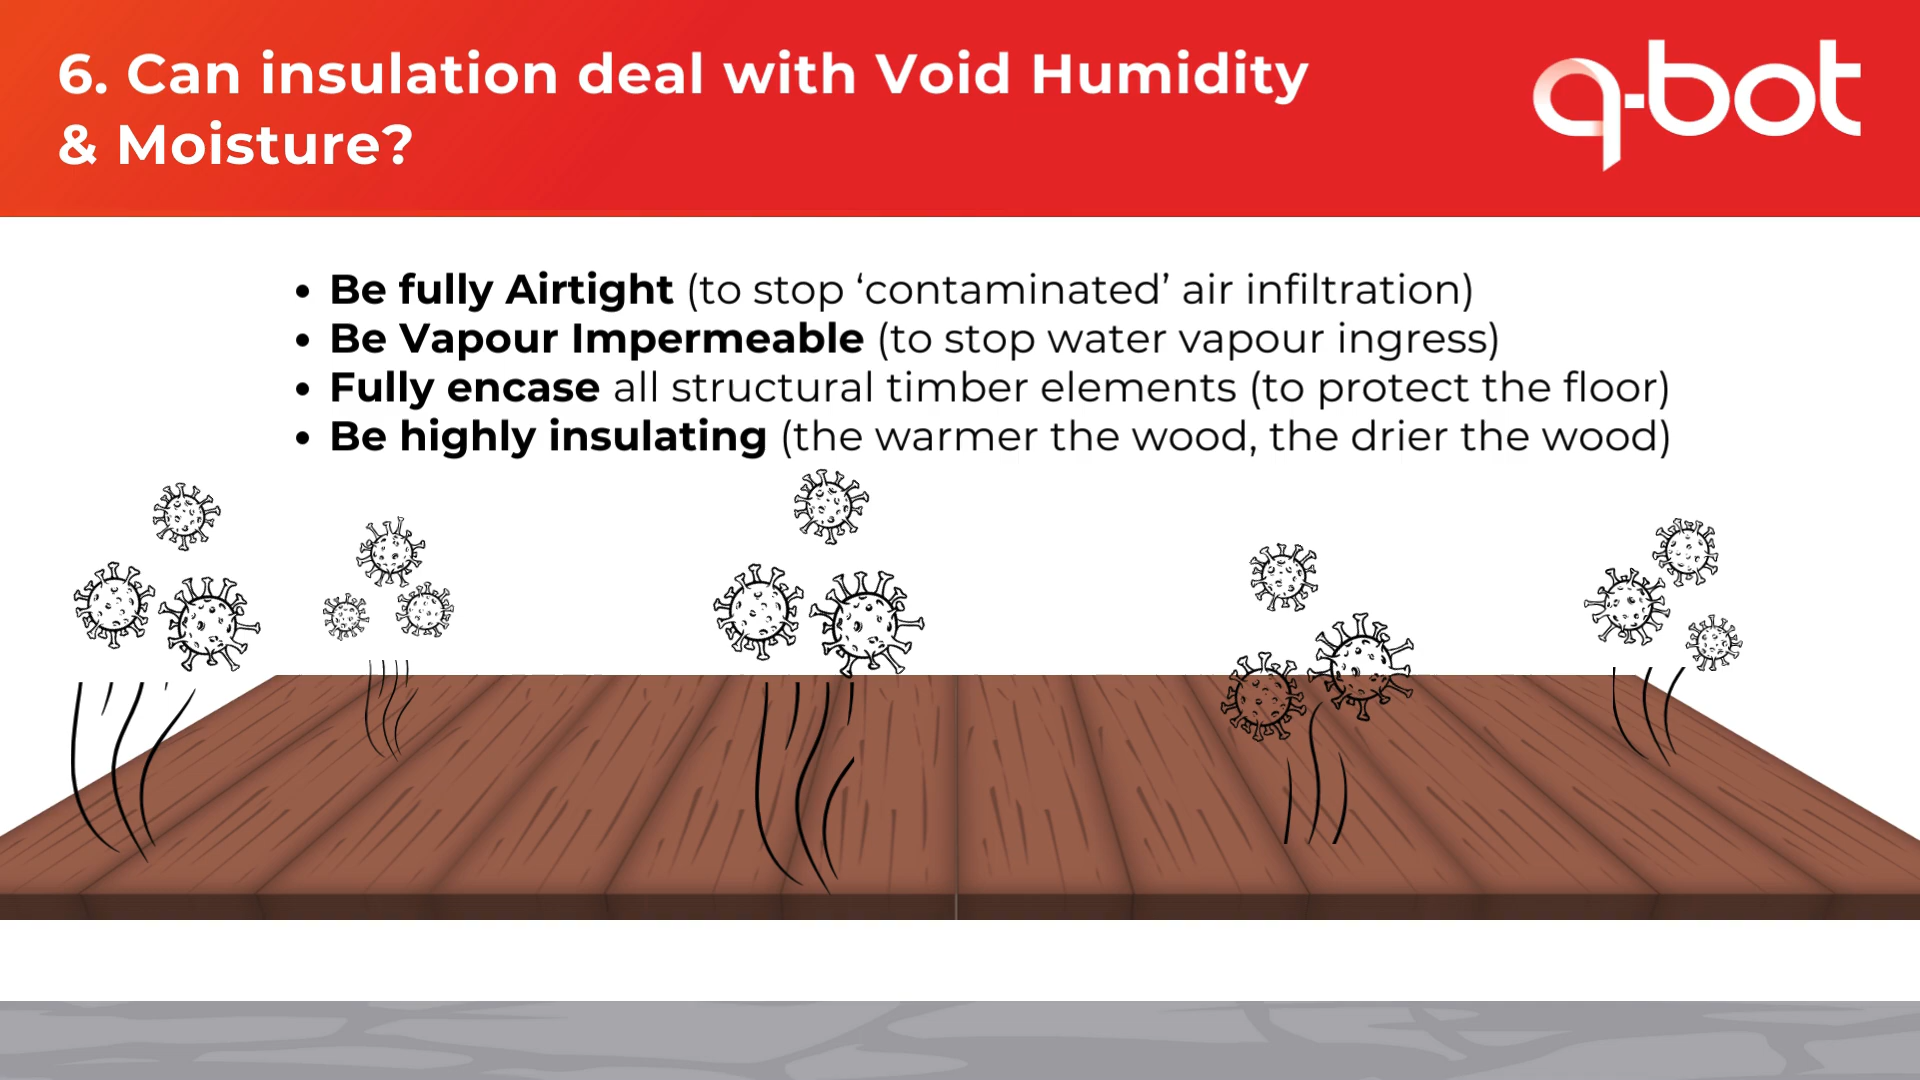 6. Can insulation deal with Void Humidity
& Moisture?
q-bot
• Be fully Airtight (to stop ‘contaminated’ air infiltration)
• Be Vapour Impermeable (to stop water vapour ingress)
• Fully encase all structural timber elements (to protect the floor)
• Be highly insulating (the warmer the wood, the drier the wood)